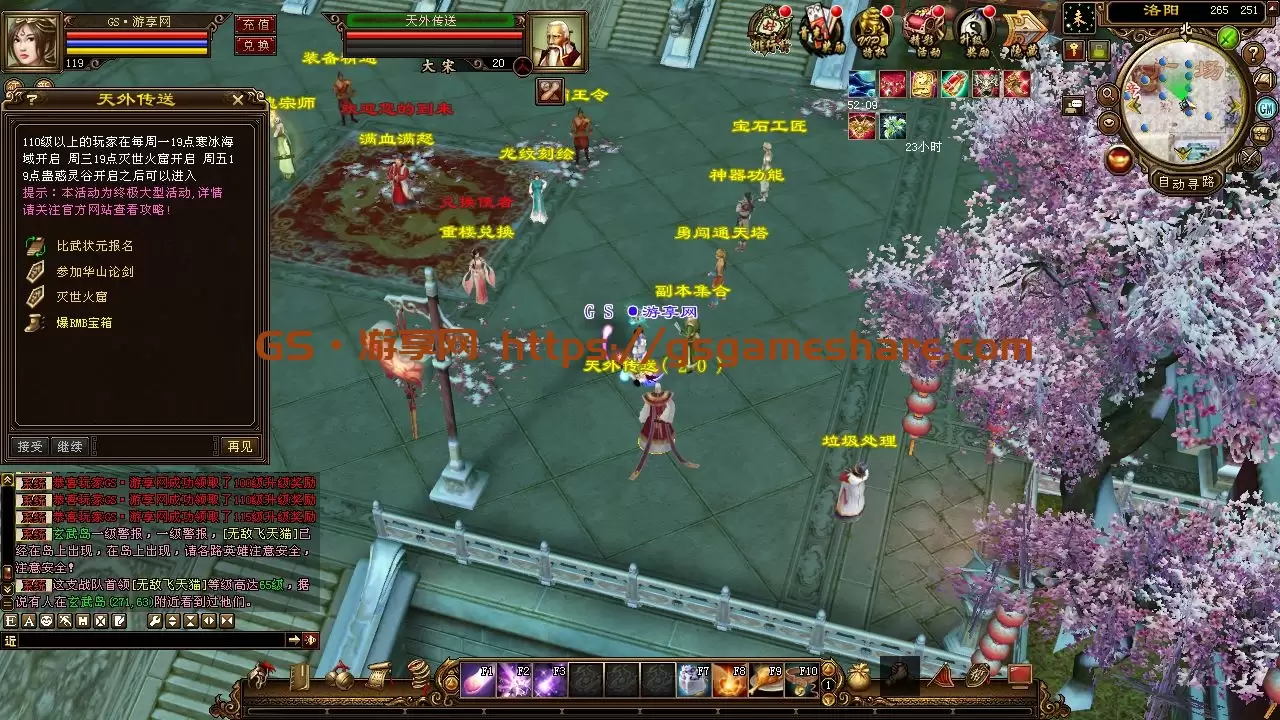 GS·游享网
119
充值
兑换
天外传送
大宋
20
洛阳
265 251
北
自动寻路
GM
52:09
23小时
天外传送
110级以上的玩家在每周一19点寒冰海
域开启 周三19点灭世火窟开启 周五1
9点蛊惑灵谷开启之后可以进入
提示：本活动为终极大型活动,详情
请关注官方网站查看攻略！
比武状元报名
参加华山论剑
灭世火窟
爆RMB宝箱
接受
继续
再见
欢迎您的到来
满血满怒
龙纹刻绘
兑换使者
重楼兑换
宝石工匠
神器功能
勇闯通天塔
副本集合
GS ●游享网
天外传送(20)
垃圾处理
GS·游享网 https://gsgameshare.com
恭喜玩家GS·游享网成功领取了100级升级奖励
恭喜玩家GS·游享网成功领取了110级升级奖励
恭喜玩家GS·游享网成功领取了115级升级奖励
玄武岛一级警报，一级警报，[无敌飞天猫]已
经在岛上出现，在岛上出现，请各路英雄注意安全，
注意安全！
这支战队首领[无敌飞天猫]等级高达65级，据
说有人在玄武岛(271,63)附近看到过他们。
近
F1
F2
F3
F7
F8
F9
F10
1